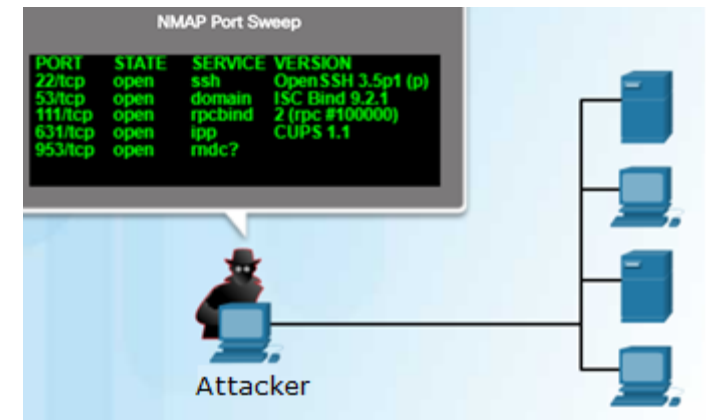 NMAP Port Sweep
PORT STATE SERVICE VERSION
22/tcp open ssh OpenSSH 3.5p1 (p)
53/tcp open domain ISC Bind 9.2.1
111/tcp open rpcbind 2 (rpc #100000)
631/tcp open ipp CUPS 1.1
953/tcp open rndc?
Attacker